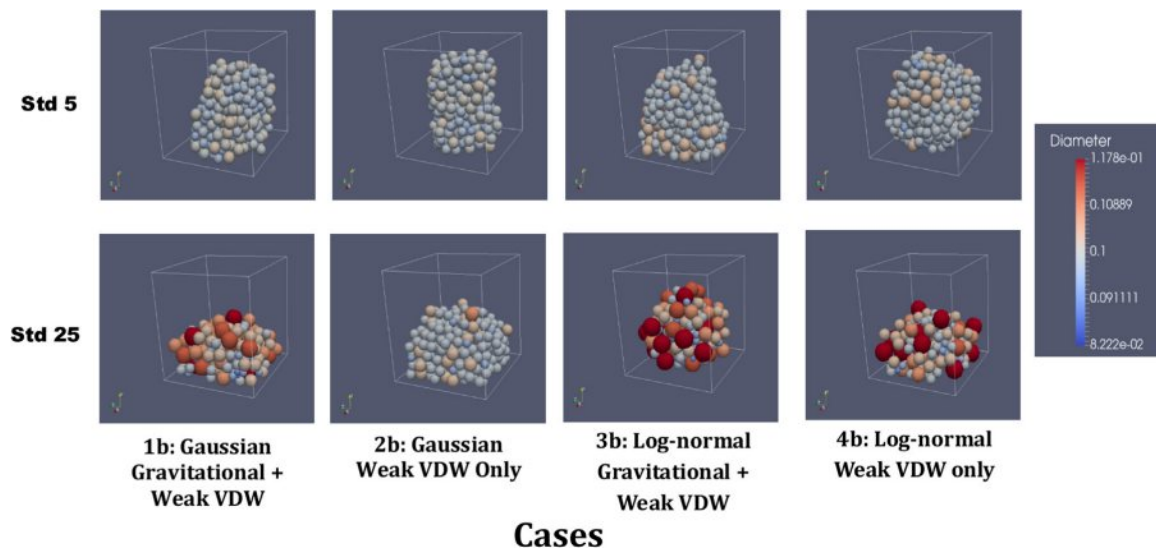 Std 5
Std 25
Diameter
1.178e-01
0.10889
0.1
0.091111
8.222e-02
1b: Gaussian
Gravitational +
Weak VDW
2b: Gaussian
Weak VDW Only
3b: Log-normal
Gravitational +
Weak VDW
4b: Log-normal
Weak VDW only
Cases